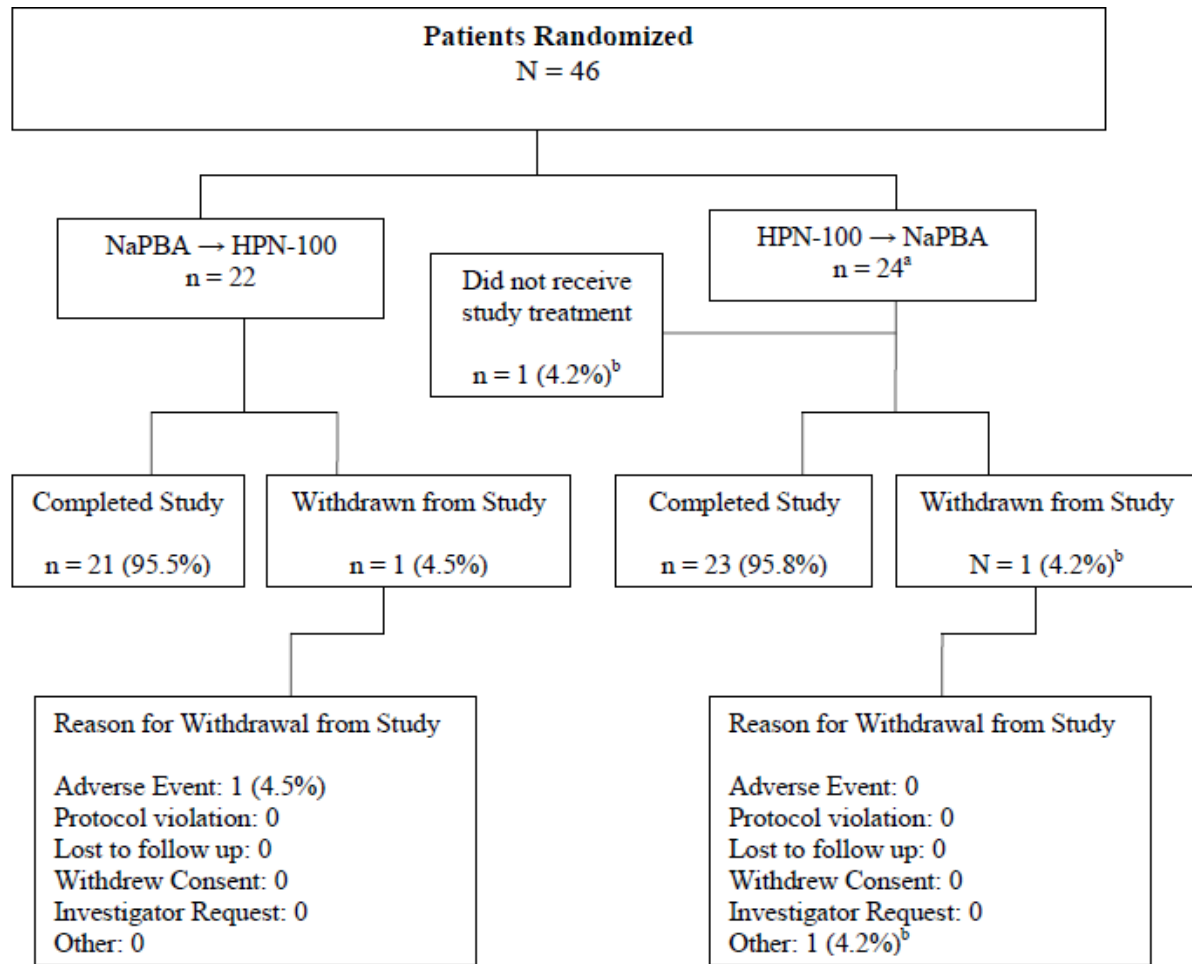 Patients Randomized
N = 46
NaPBA → HPN-100
n = 22
HPN-100 → NaPBA
n = 24ᵃ
Did not receive
study treatment
n = 1 (4.2%)ᵇ
Completed Study
n = 21 (95.5%)
Withdrawn from Study
n = 1 (4.5%)
Completed Study
n = 23 (95.8%)
Withdrawn from Study
N = 1 (4.2%)ᵇ
Reason for Withdrawal from Study
Adverse Event: 1 (4.5%)
Protocol violation: 0
Lost to follow up: 0
Withdrew Consent: 0
Investigator Request: 0
Other: 0
Reason for Withdrawal from Study
Adverse Event: 0
Protocol violation: 0
Lost to follow up: 0
Withdrew Consent: 0
Investigator Request: 0
Other: 1 (4.2%)ᵇ